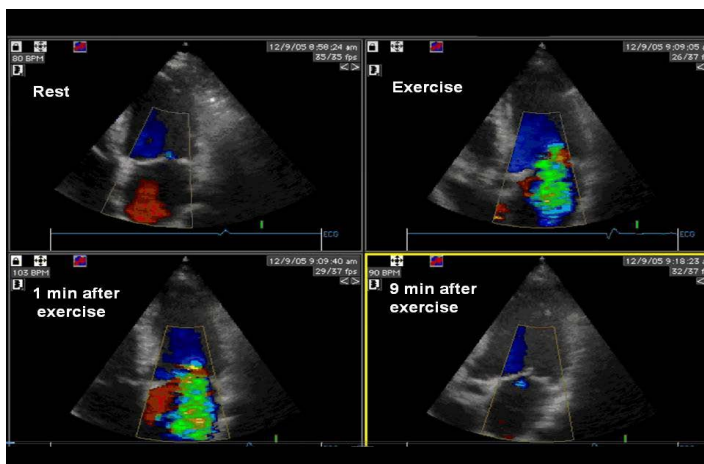 12/9/05 8:58:24 am
80 BPM
35/35 fps
< >
Rest
ECG
12/9/05 9:09:05 am
26/37 f
Exercise
ECG
12/9/05 9:09:40 am
103 BPM
29/37 fps
< >
1 min after
exercise
12/9/05 9:18:23 a
90 BPM
32/37 f
< >
9 min after
exercise